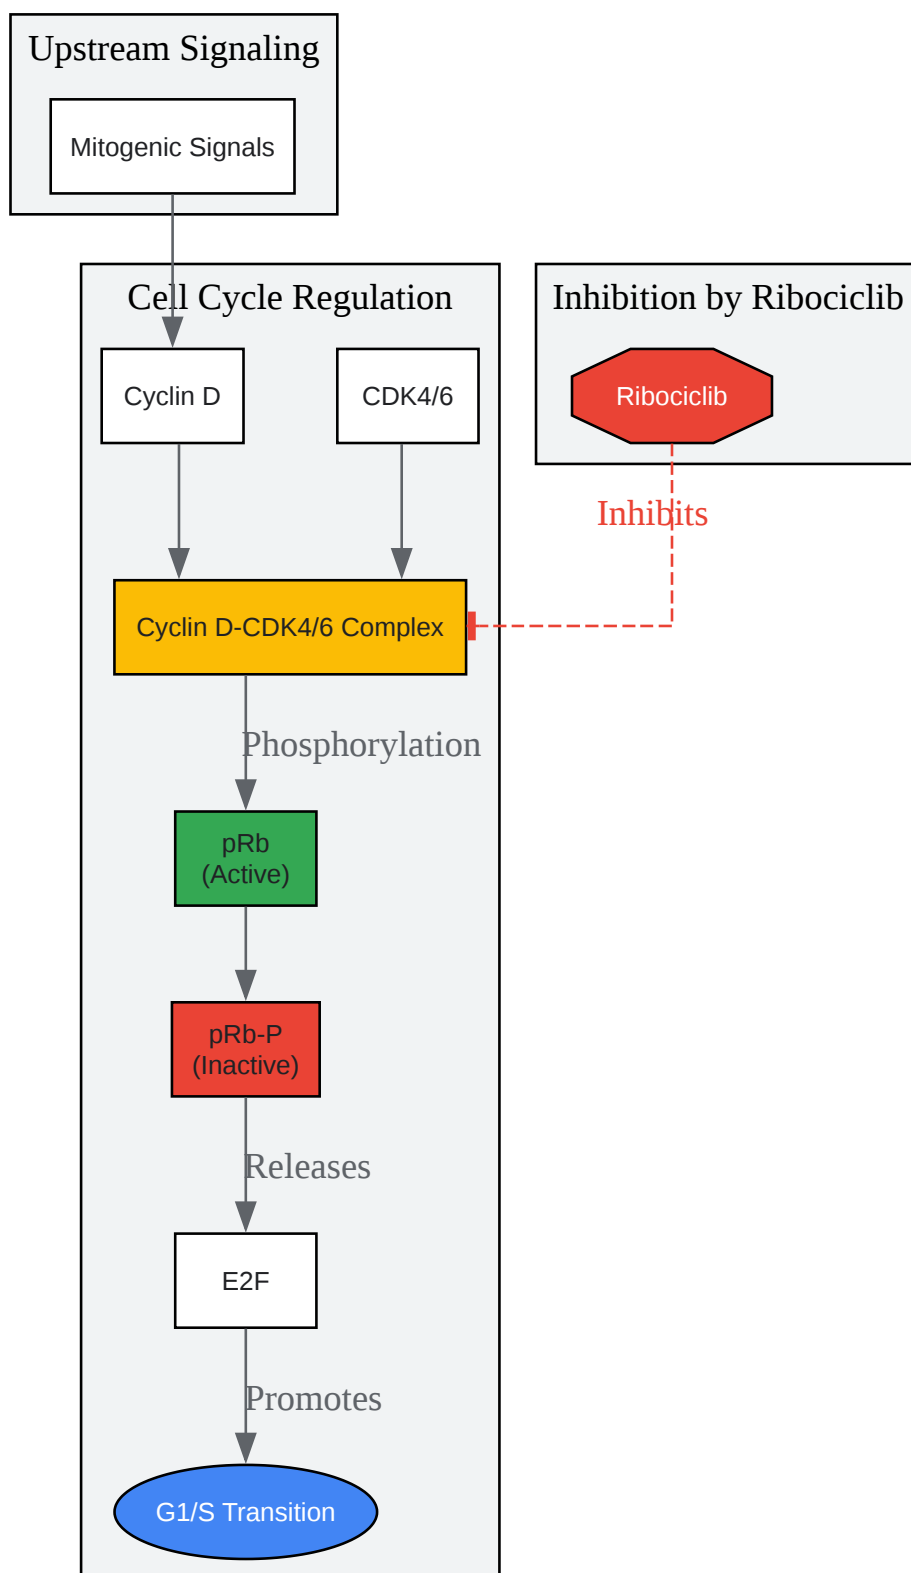 Upstream Signaling
Mitogenic Signals
Cell Cycle Regulation
Inhibition by Ribociclib
Cyclin D
CDK4/6
Ribociclib
Inhibits
Cyclin D-CDK4/6 Complex
Phosphorylation
pRb
(Active)
pRb-P
(Inactive)
Releases
E2F
Promotes
G1/S Transition